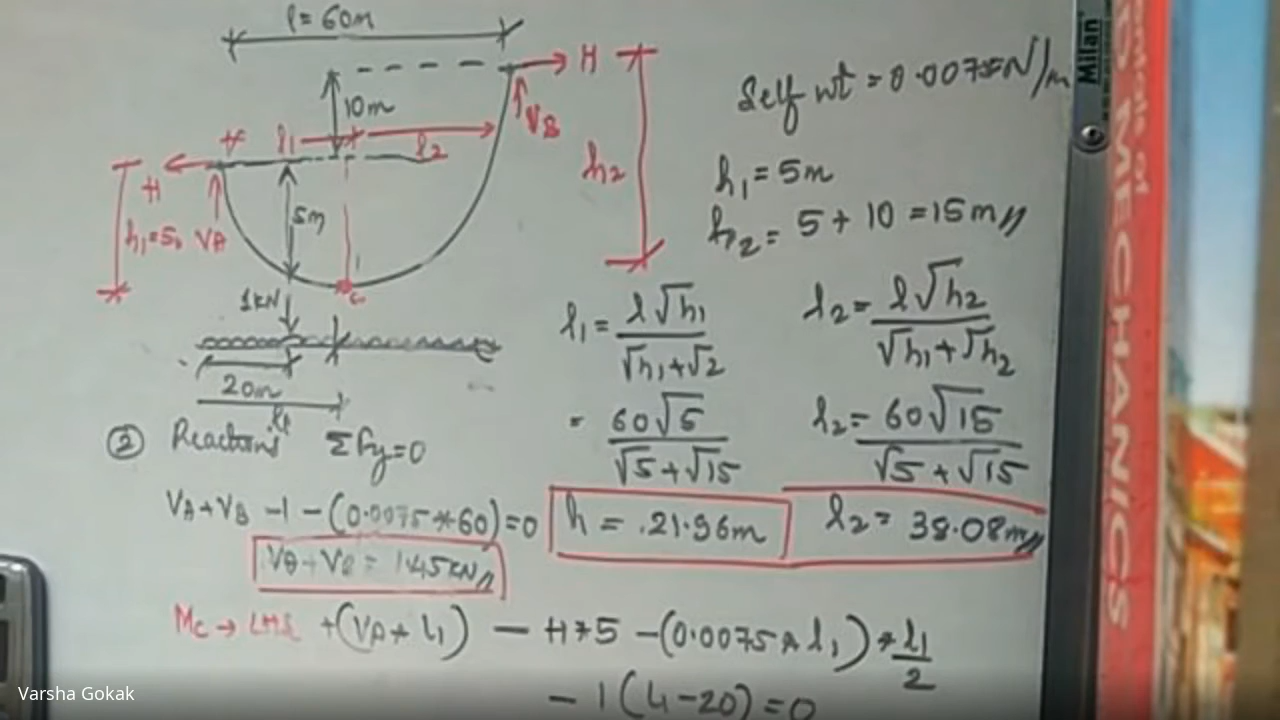 l = 60m
H
10m
VB
h2
H
l1
l2
H
h1=5
VA
5m
C
1kN
20m
l1
Self wt = 0.0075N/m
h1 = 5m
h2 = 5 + 10 = 15m//
l1 = l√h1 / √h1+√2
l2 = l√h2 / √h1+√h2
= 60√5 / √5+√15
l2 = 60√15 / √5+√15
h = .21.96m
l2 = 38.08m//
② Reactions ΣFy=0
VA+VB -1-(0.0075*60)=0
VA+VB = 1.45kN//
Mc → LHS +(VA*l1) - H*5 -(0.0075*l1)*l1/2
- 1(l1-20)=0
Milan
MECHANICS
Varsha Gokak